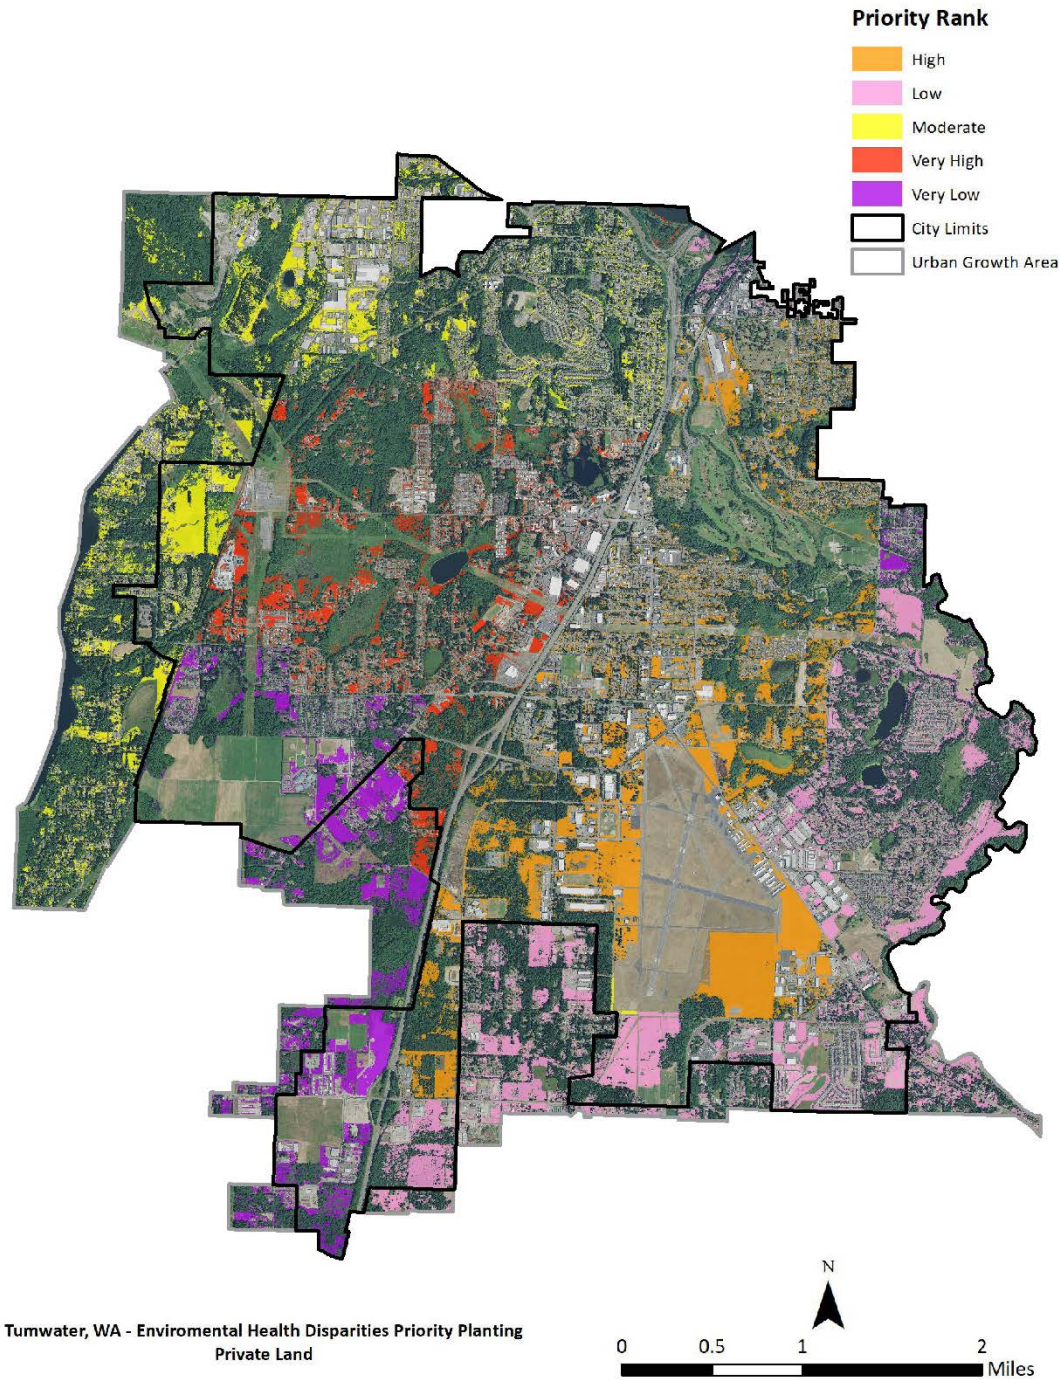 Priority Rank
High
Low
Moderate
Very High
Very Low
City Limits
Urban Growth Area
N
Tumwater, WA - Enviromental Health Disparities Priority Planting
Private Land
0 0.5 1 2
Miles